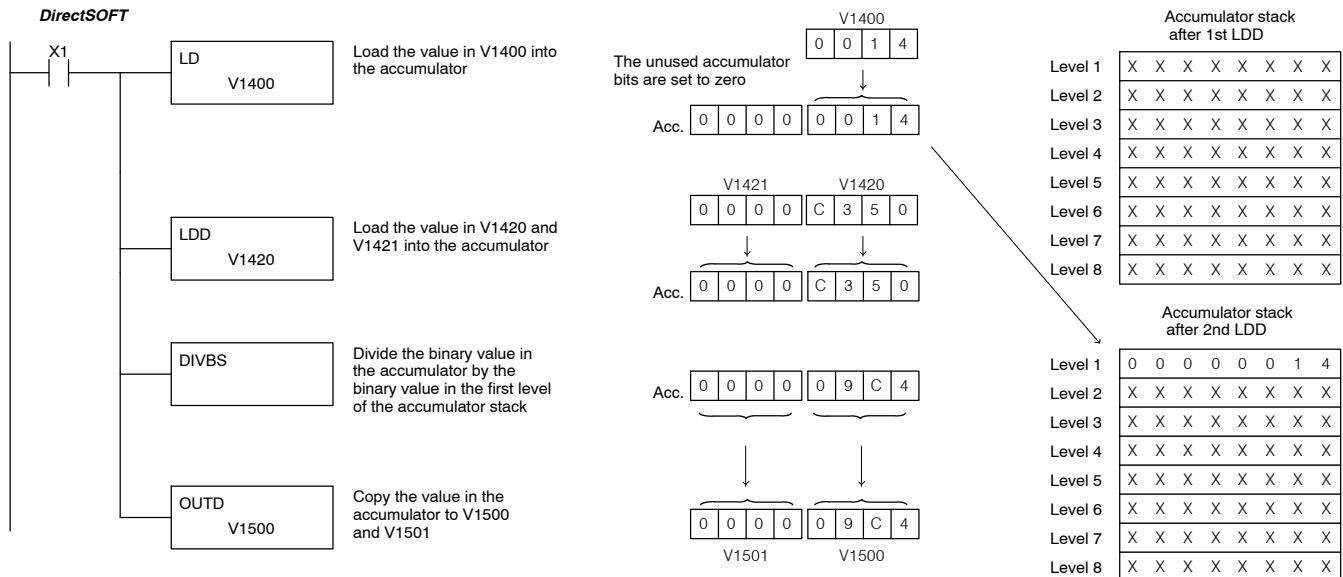 DirectSOFT
X1
LD
V1400
Load the value in V1400 into
the accumulator
LDD
V1420
Load the value in V1420 and
V1421 into the accumulator
DIVBS
Divide the binary value in
the accumulator by the
binary value in the first level
of the accumulator stack
OUTD
V1500
Copy the value in the
accumulator to V1500
and V1501
V1400
0 0 1 4
The unused accumulator
bits are set to zero
Acc. 0 0 0 0 0 0 1 4
V1421 V1420
0 0 0 0 C 3 5 0
Acc. 0 0 0 0 C 3 5 0
Acc. 0 0 0 0 0 9 C 4
0 0 0 0 0 9 C 4
V1501 V1500
Accumulator stack
after 1st LDD
Level 1 X X X X X X X X
Level 2 X X X X X X X X
Level 3 X X X X X X X X
Level 4 X X X X X X X X
Level 5 X X X X X X X X
Level 6 X X X X X X X X
Level 7 X X X X X X X X
Level 8 X X X X X X X X
Accumulator stack
after 2nd LDD
Level 1 0 0 0 0 0 0 1 4
Level 2 X X X X X X X X
Level 3 X X X X X X X X
Level 4 X X X X X X X X
Level 5 X X X X X X X X
Level 6 X X X X X X X X
Level 7 X X X X X X X X
Level 8 X X X X X X X X